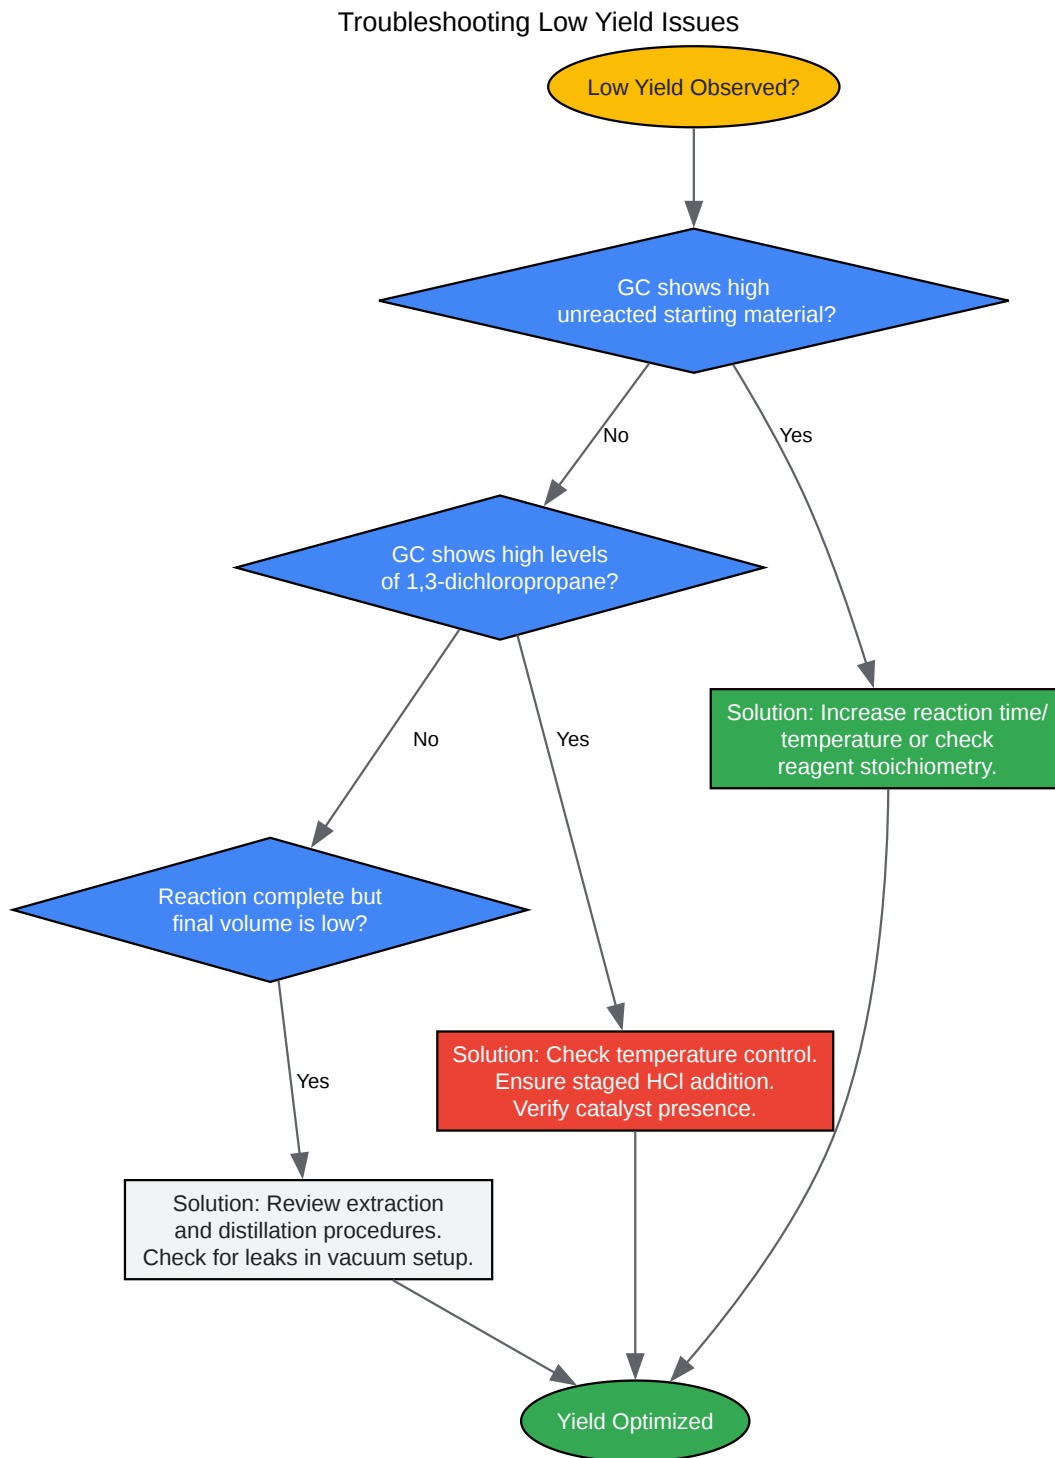 Troubleshooting Low Yield Issues
Low Yield Observed?
GC shows high
unreacted starting material?
No
Yes
GC shows high levels
of 1,3-dichloropropane?
No
Yes
Solution: Increase reaction time/
temperature or check
reagent stoichiometry.
Reaction complete but
final volume is low?
Yes
Solution: Check temperature control.
Ensure staged HCl addition.
Verify catalyst presence.
Solution: Review extraction
and distillation procedures.
Check for leaks in vacuum setup.
Yield Optimized